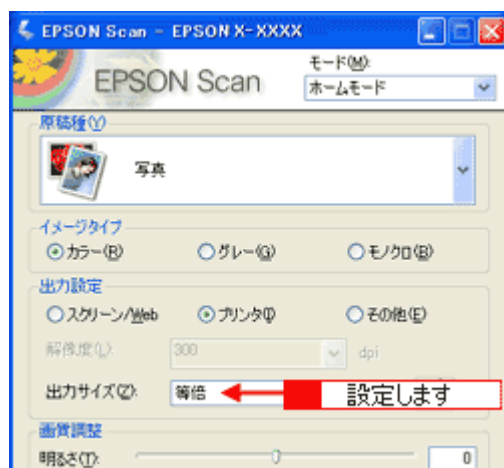 EPSON Scan - EPSON X-XXXX
EPSON Scan
モード(M):
ホームモード
原稿種(Y)
写真
イメージタイプ
カラー(R) グレー(G) モノクロ(B)
出力設定
スクリーン/Web プリンタ(I) その他(E)
解像度(L): 300 dpi
出力サイズ(Z): 等倍 設定します
画質調整
明るさ(T): 0